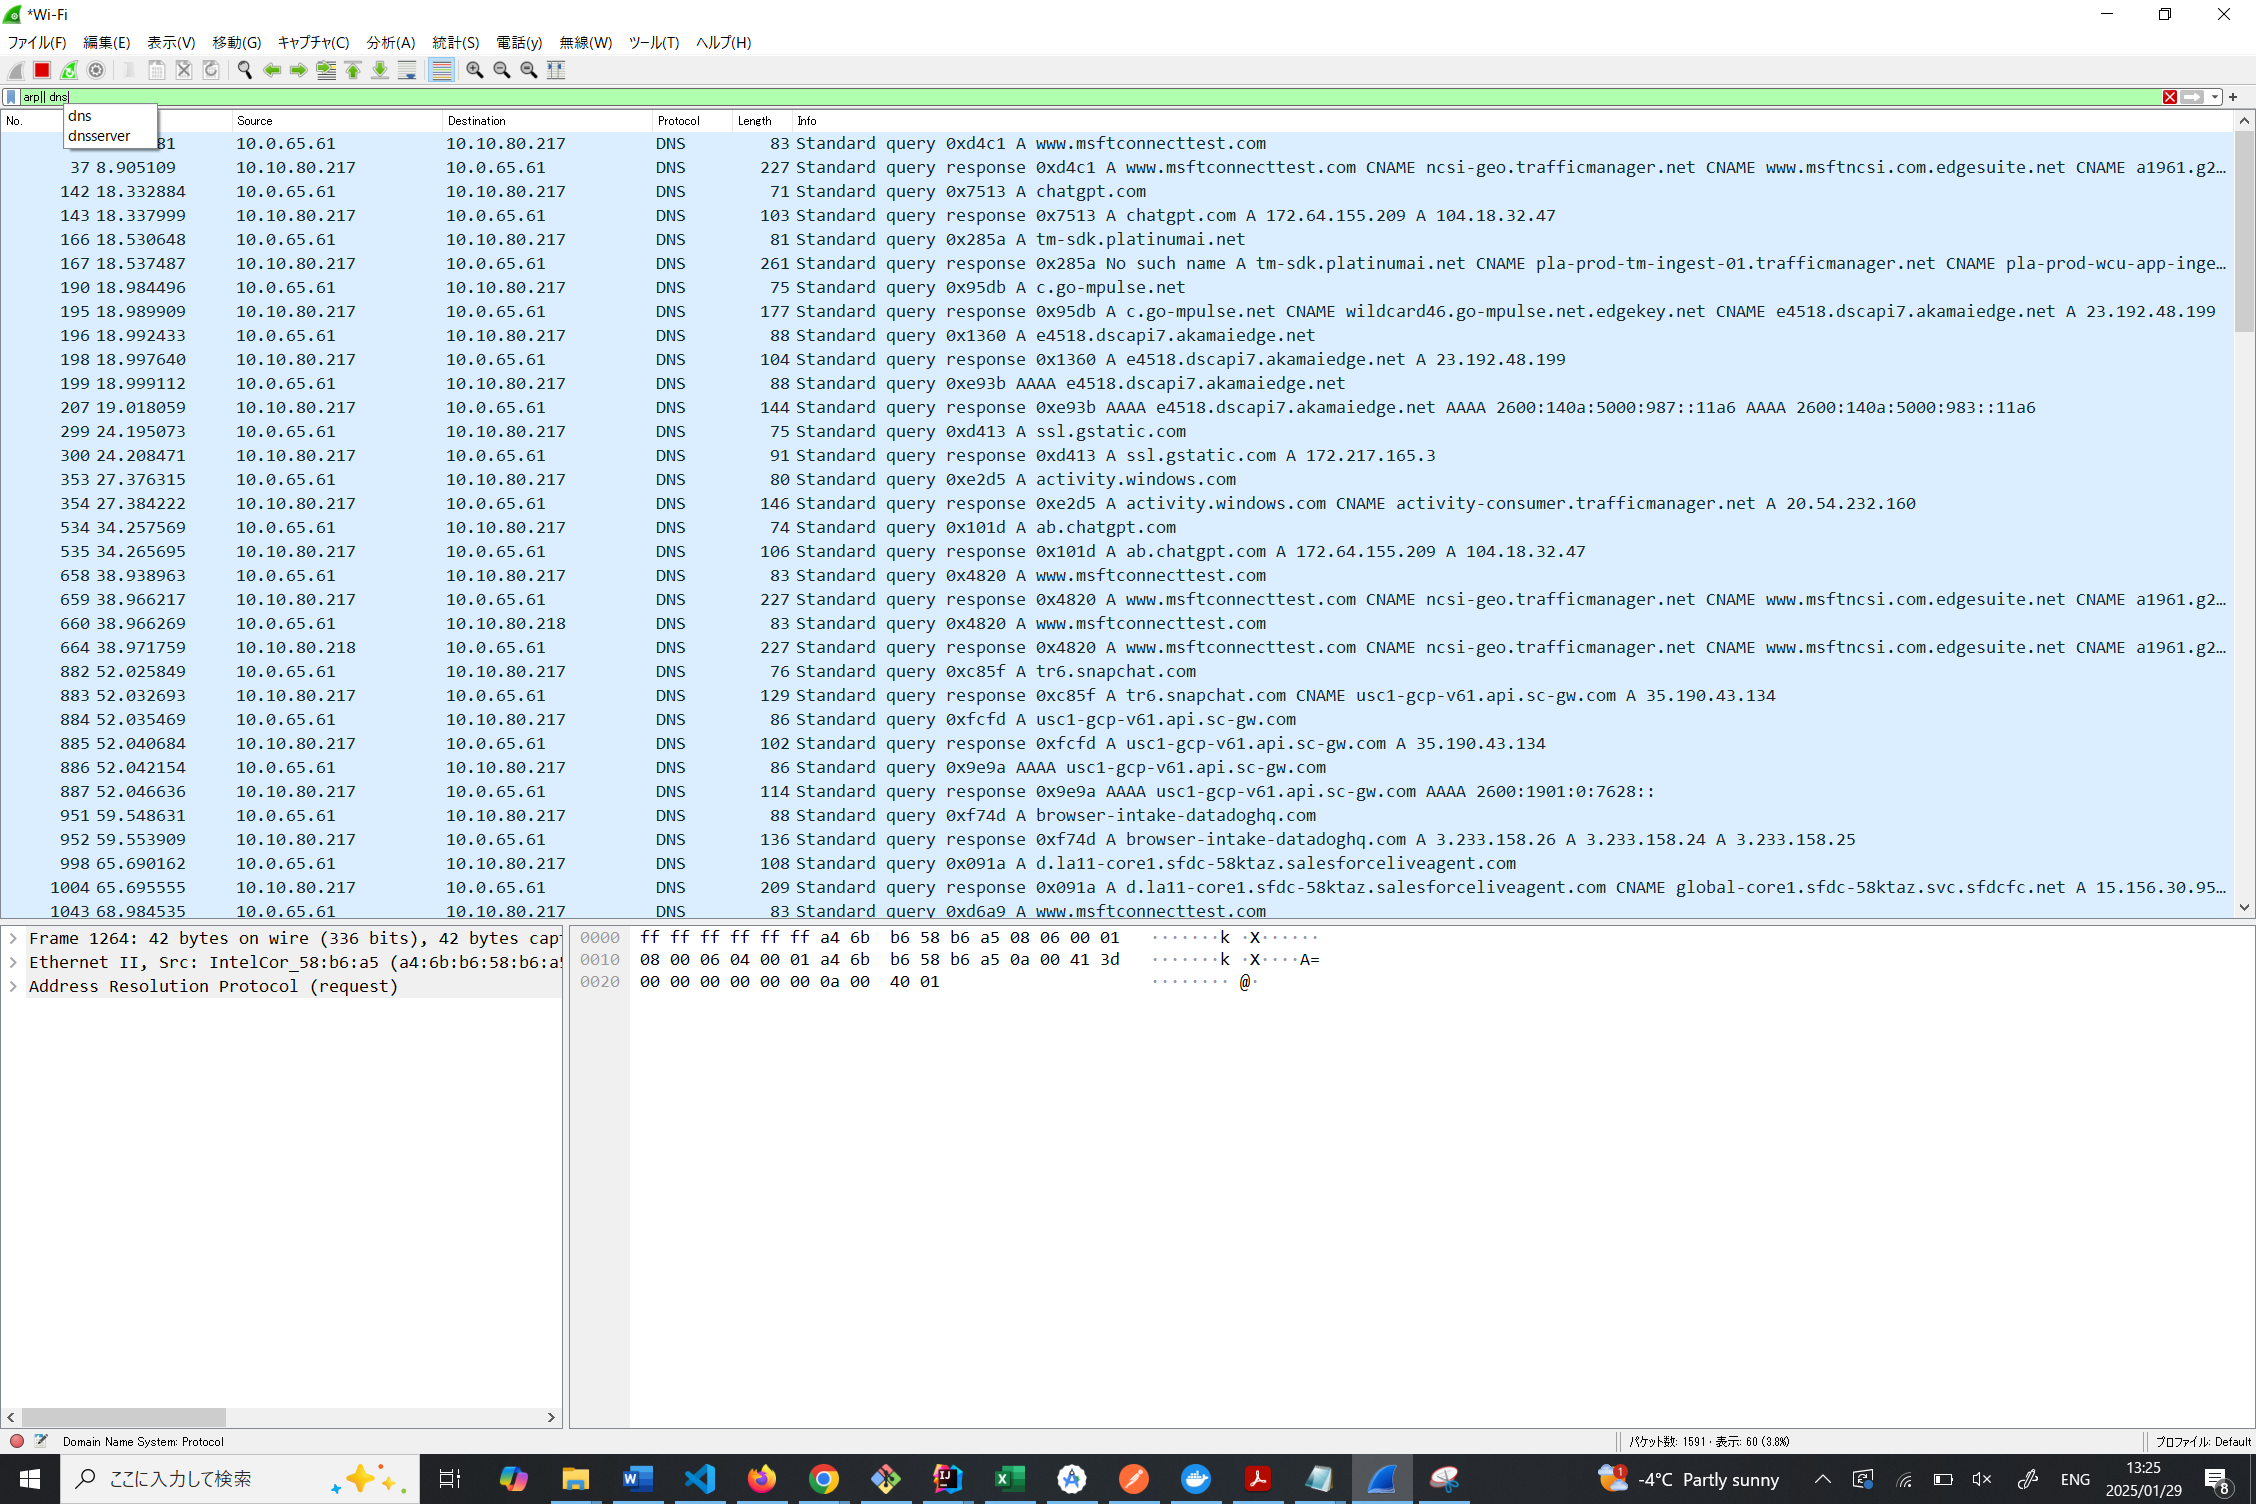 *Wi-Fi
ファイル(F) 編集(E) 表示(V) 移動(G) キャプチャ(C) 分析(A) 統計(S) 電話(y) 無線(W) ツール(T) ヘルプ(H)
arp|| dns
dns
dnsserver
No. Source Destination Protocol Length Info
81 10.0.65.61 10.10.80.217 DNS 83 Standard query 0xd4c1 A www.msftconnecttest.com
37 8.905109 10.10.80.217 10.0.65.61 DNS 227 Standard query response 0xd4c1 A www.msftconnecttest.com CNAME ncsi-geo.trafficmanager.net CNAME www.msftncsi.com.edgesuite.net CNAME a1961.g2…
142 18.332884 10.0.65.61 10.10.80.217 DNS 71 Standard query 0x7513 A chatgpt.com
143 18.337999 10.10.80.217 10.0.65.61 DNS 103 Standard query response 0x7513 A chatgpt.com A 172.64.155.209 A 104.18.32.47
166 18.530648 10.0.65.61 10.10.80.217 DNS 81 Standard query 0x285a A tm-sdk.platinumai.net
167 18.537487 10.10.80.217 10.0.65.61 DNS 261 Standard query response 0x285a No such name A tm-sdk.platinumai.net CNAME pla-prod-tm-ingest-01.trafficmanager.net CNAME pla-prod-wcu-app-inge…
190 18.984496 10.0.65.61 10.10.80.217 DNS 75 Standard query 0x95db A c.go-mpulse.net
195 18.989909 10.10.80.217 10.0.65.61 DNS 177 Standard query response 0x95db A c.go-mpulse.net CNAME wildcard46.go-mpulse.net.edgekey.net CNAME e4518.dscapi7.akamaiedge.net A 23.192.48.199
196 18.992433 10.0.65.61 10.10.80.217 DNS 88 Standard query 0x1360 A e4518.dscapi7.akamaiedge.net
198 18.997640 10.10.80.217 10.0.65.61 DNS 104 Standard query response 0x1360 A e4518.dscapi7.akamaiedge.net A 23.192.48.199
199 18.999112 10.0.65.61 10.10.80.217 DNS 88 Standard query 0xe93b AAAA e4518.dscapi7.akamaiedge.net
207 19.018059 10.10.80.217 10.0.65.61 DNS 144 Standard query response 0xe93b AAAA e4518.dscapi7.akamaiedge.net AAAA 2600:140a:5000:987::11a6 AAAA 2600:140a:5000:983::11a6
299 24.195073 10.0.65.61 10.10.80.217 DNS 75 Standard query 0xd413 A ssl.gstatic.com
300 24.208471 10.10.80.217 10.0.65.61 DNS 91 Standard query response 0xd413 A ssl.gstatic.com A 172.217.165.3
353 27.376315 10.0.65.61 10.10.80.217 DNS 80 Standard query 0xe2d5 A activity.windows.com
354 27.384222 10.10.80.217 10.0.65.61 DNS 146 Standard query response 0xe2d5 A activity.windows.com CNAME activity-consumer.trafficmanager.net A 20.54.232.160
534 34.257569 10.0.65.61 10.10.80.217 DNS 74 Standard query 0x101d A ab.chatgpt.com
535 34.265695 10.10.80.217 10.0.65.61 DNS 106 Standard query response 0x101d A ab.chatgpt.com A 172.64.155.209 A 104.18.32.47
658 38.938963 10.0.65.61 10.10.80.217 DNS 83 Standard query 0x4820 A www.msftconnecttest.com
659 38.966217 10.10.80.217 10.0.65.61 DNS 227 Standard query response 0x4820 A www.msftconnecttest.com CNAME ncsi-geo.trafficmanager.net CNAME www.msftncsi.com.edgesuite.net CNAME a1961.g2…
660 38.966269 10.0.65.61 10.10.80.218 DNS 83 Standard query 0x4820 A www.msftconnecttest.com
664 38.971759 10.10.80.218 10.0.65.61 DNS 227 Standard query response 0x4820 A www.msftconnecttest.com CNAME ncsi-geo.trafficmanager.net CNAME www.msftncsi.com.edgesuite.net CNAME a1961.g2…
882 52.025849 10.0.65.61 10.10.80.217 DNS 76 Standard query 0xc85f A tr6.snapchat.com
883 52.032693 10.10.80.217 10.0.65.61 DNS 129 Standard query response 0xc85f A tr6.snapchat.com CNAME usc1-gcp-v61.api.sc-gw.com A 35.190.43.134
884 52.035469 10.0.65.61 10.10.80.217 DNS 86 Standard query 0xfcfd A usc1-gcp-v61.api.sc-gw.com
885 52.040684 10.10.80.217 10.0.65.61 DNS 102 Standard query response 0xfcfd A usc1-gcp-v61.api.sc-gw.com A 35.190.43.134
886 52.042154 10.0.65.61 10.10.80.217 DNS 86 Standard query 0x9e9a AAAA usc1-gcp-v61.api.sc-gw.com
887 52.046636 10.10.80.217 10.0.65.61 DNS 114 Standard query response 0x9e9a AAAA usc1-gcp-v61.api.sc-gw.com AAAA 2600:1901:0:7628::
951 59.548631 10.0.65.61 10.10.80.217 DNS 88 Standard query 0xf74d A browser-intake-datadoghq.com
952 59.553909 10.10.80.217 10.0.65.61 DNS 136 Standard query response 0xf74d A browser-intake-datadoghq.com A 3.233.158.26 A 3.233.158.24 A 3.233.158.25
998 65.690162 10.0.65.61 10.10.80.217 DNS 108 Standard query 0x091a A d.la11-core1.sfdc-58ktaz.salesforceliveagent.com
1004 65.695555 10.10.80.217 10.0.65.61 DNS 209 Standard query response 0x091a A d.la11-core1.sfdc-58ktaz.salesforceliveagent.com CNAME global-core1.sfdc-58ktaz.svc.sfdcfc.net A 15.156.30.95…
1043 68.984535 10.0.65.61 10.10.80.217 DNS 83 Standard query 0xd6a9 A www.msftconnecttest.com
Frame 1264: 42 bytes on wire (336 bits), 42 bytes cap
Ethernet II, Src: IntelCor_58:b6:a5 (a4:6b:b6:58:b6:a5
Address Resolution Protocol (request)
0000 ff ff ff ff ff ff a4 6b b6 58 b6 a5 08 06 00 01 ·······k ·X······
0010 08 00 06 04 00 01 a4 6b b6 58 b6 a5 0a 00 41 3d ·······k ·X····A=
0020 00 00 00 00 00 00 0a 00 40 01 ········ @·
Domain Name System: Protocol
パケット数: 1591 · 表示: 60 (3.8%)
プロファイル: Default
ここに入力して検索
1
-4°C Partly sunny
ENG
13:25
2025/01/29
8